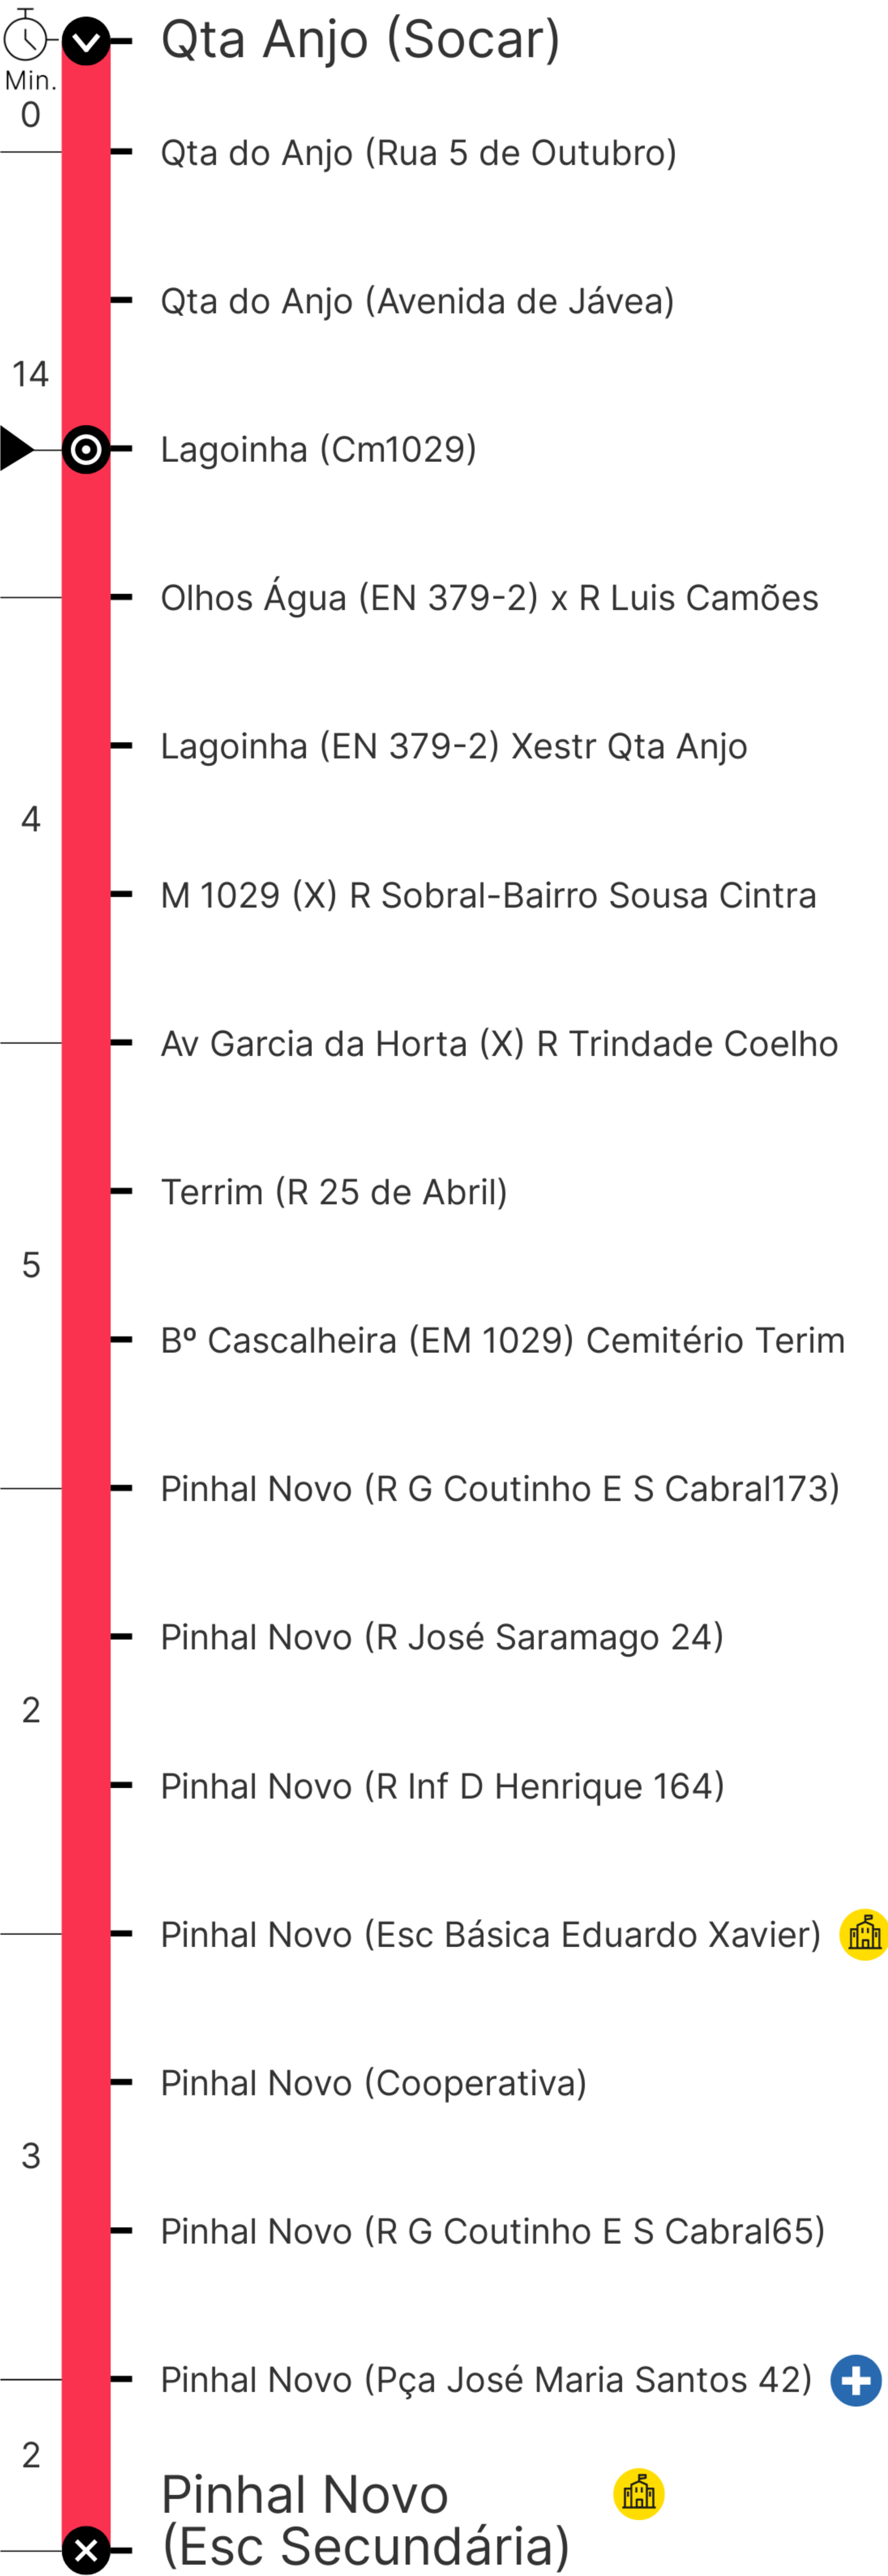 Qta Anjo (Socar)
Min.
0
Qta do Anjo (Rua 5 de Outubro)
Qta do Anjo (Avenida de Jávea)
14
Lagoinha (Cm1029)
Olhos Água (EN 379-2) x R Luis Camões
Lagoinha (EN 379-2) Xestr Qta Anjo
4
M 1029 (X) R Sobral-Bairro Sousa Cintra
Av Garcia da Horta (X) R Trindade Coelho
Terrim (R 25 de Abril)
5
Bº Cascalheira (EM 1029) Cemitério Terim
Pinhal Novo (R G Coutinho E S Cabral173)
Pinhal Novo (R José Saramago 24)
2
Pinhal Novo (R Inf D Henrique 164)
Pinhal Novo (Esc Básica Eduardo Xavier)
Pinhal Novo (Cooperativa)
3
Pinhal Novo (R G Coutinho E S Cabral65)
Pinhal Novo (Pça José Maria Santos 42)
2
Pinhal Novo
(Esc Secundária)